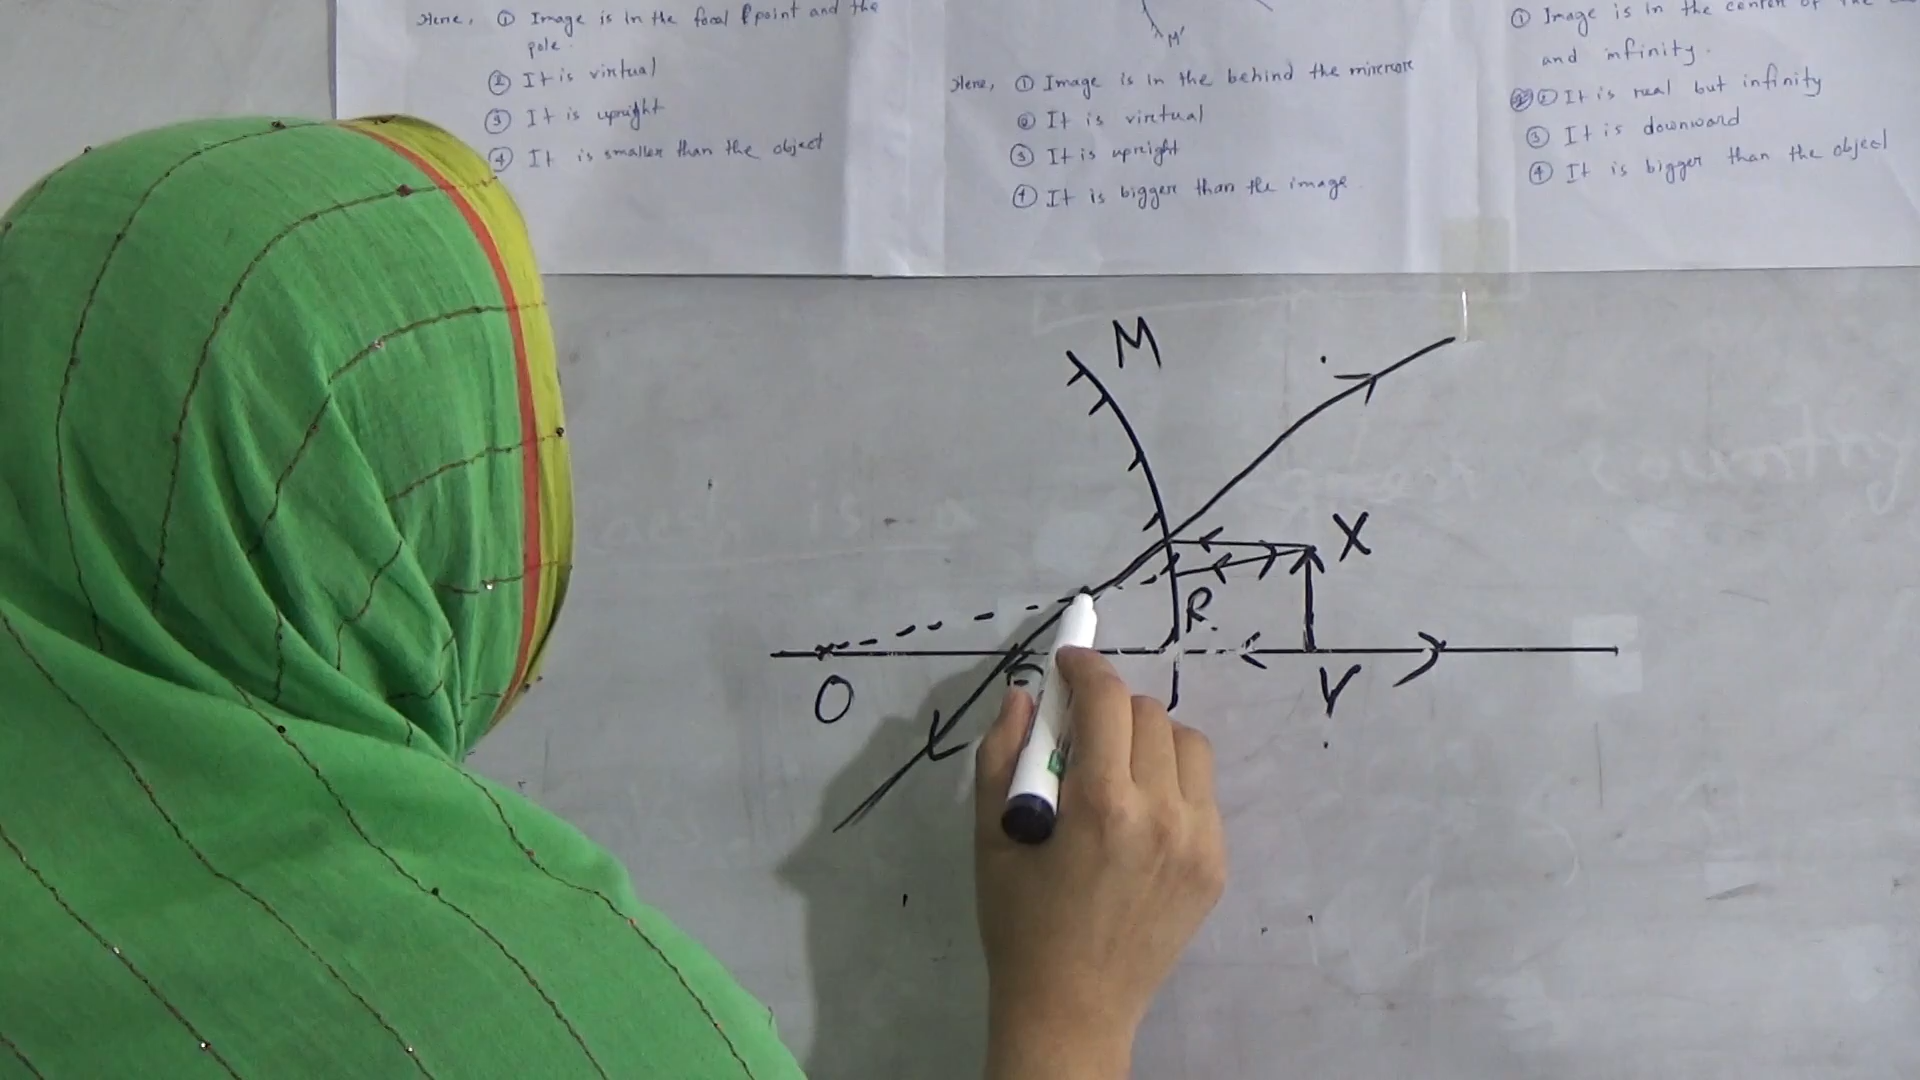 Here, ① Image is in the focal point and the
pole.
② It is virtual
③ It is upright
④ It is smaller than the object
M'
Here, ① Image is in the behind the mirror
② It is virtual
③ It is upright
④ It is bigger than the image
① Image is in the center of the
and infinity.
② It is real but infinity
③ It is downward
④ It is bigger than the object
M
X
R
O
Y